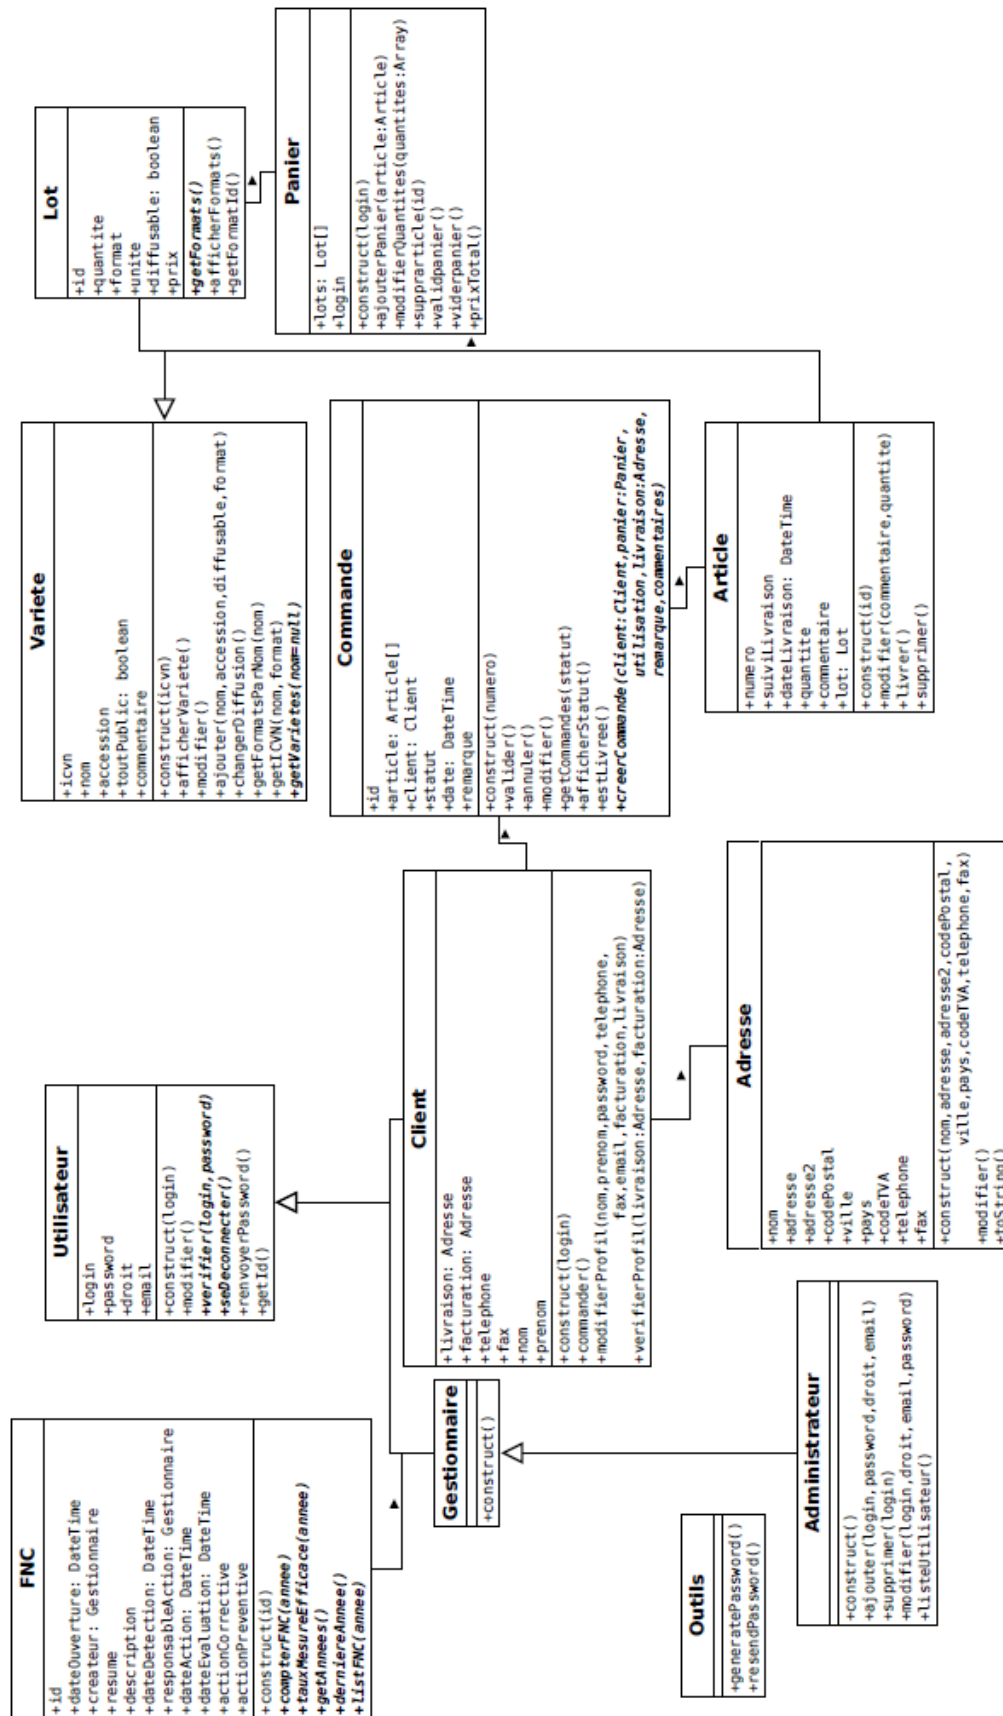 FNC
+id
+dateOuverture: DateTime
+createur: Gestionnaire
+resume
+description
+dateDetection: DateTime
+responsableAction: Gestionnaire
+dateAction: DateTime
+dateEvaluation: DateTime
+actionCorrective
+actionPreventive
+construct(id)
+compterFNC(annee)
+tauxMesureEfficace(annee)
+getAnnees()
+derniereAnnee()
+listFNC(annee)
Utilisateur
+login
+password
+droit
+email
+construct(login)
+modifier()
+verifier(login,password)
+seDeconnecter()
+renvoyerPassword()
+getId()
Variete
+icvn
+nom
+accession
+toutPublic: boolean
+commentaire
+construct(icvn)
+afficherVariete()
+modifier()
+ajouter(nom,accession,diffusable,format)
+changerDiffusion()
+getFormatsParNom(nom)
+getICVN(nom,format)
+getVarietes(nom=null)
Lot
+id
+quantite
+format
+unite
+diffusable: boolean
+prix
+getFormats()
+afficherFormats()
+getFormatId()
Panier
+lots: Lot[]
+login
+construct(login)
+ajouterPanier(article:Article)
+modifierQuantites(quantites:Array)
+supprarticle(id)
+validpanier()
+viderpanier()
+prixTotal()
Gestionnaire
+construct()
Client
+livraison: Adresse
+facturation: Adresse
+telephone
+fax
+nom
+prenom
+construct(login)
+commander()
+modifierProfil(nom,prenom,password,telephone,
fax,email,facturation,livraison)
+verifierProfil(livraison:Adresse,facturation:Adresse)
Commande
+id
+article: Article[]
+client: Client
+statut
+date: DateTime
+remarque
+construct(numero)
+valider()
+annuler()
+modifier()
+getCommandes(statut)
+afficherStatut()
+estLivree()
+creerCommande(client:Client,panier:Panier,
utilisation,livraison:Adresse,
remarque,commentaires)
Outils
+generatePassword()
+resendPassword()
Administrateur
+construct()
+ajouter(login,password,droit,email)
+supprimer(login)
+modifier(login,droit,email,password)
+listeUtilisateur()
Adresse
+nom
+adresse
+adresse2
+codePostal
+ville
+pays
+codeTVA
+telephone
+fax
+construct(nom,adresse,adresse2,codePostal,
ville,pays,codeTVA,telephone,fax)
+modifier()
+toString()
Article
+numero
+suiviLivraison
+dateLivraison: DateTime
+quantite
+commentaire
+lot: Lot
+construct(id)
+modifier(commentaire,quantite)
+livrer()
+supprimer()